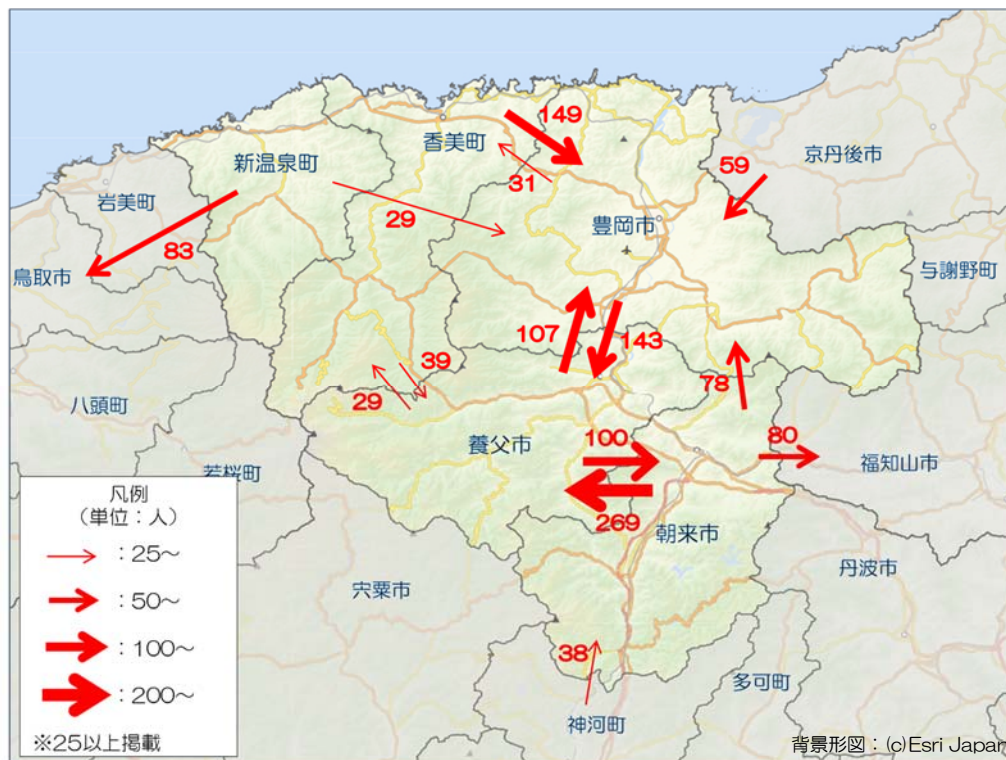 149
香美町
京丹後市
新温泉町
59
31
岩美町
29
豊岡市
83
鳥取市
与謝野町
107
143
39
78
29
八頭町
100
80
養父市
福知山市
若桜町
凡例
（単位：人）
269
朝来市
：25～
丹波市
宍粟市
：50～
：100～
38
多可町
：200～
神河町
※25以上掲載
背景形図：(c)Esri Japan